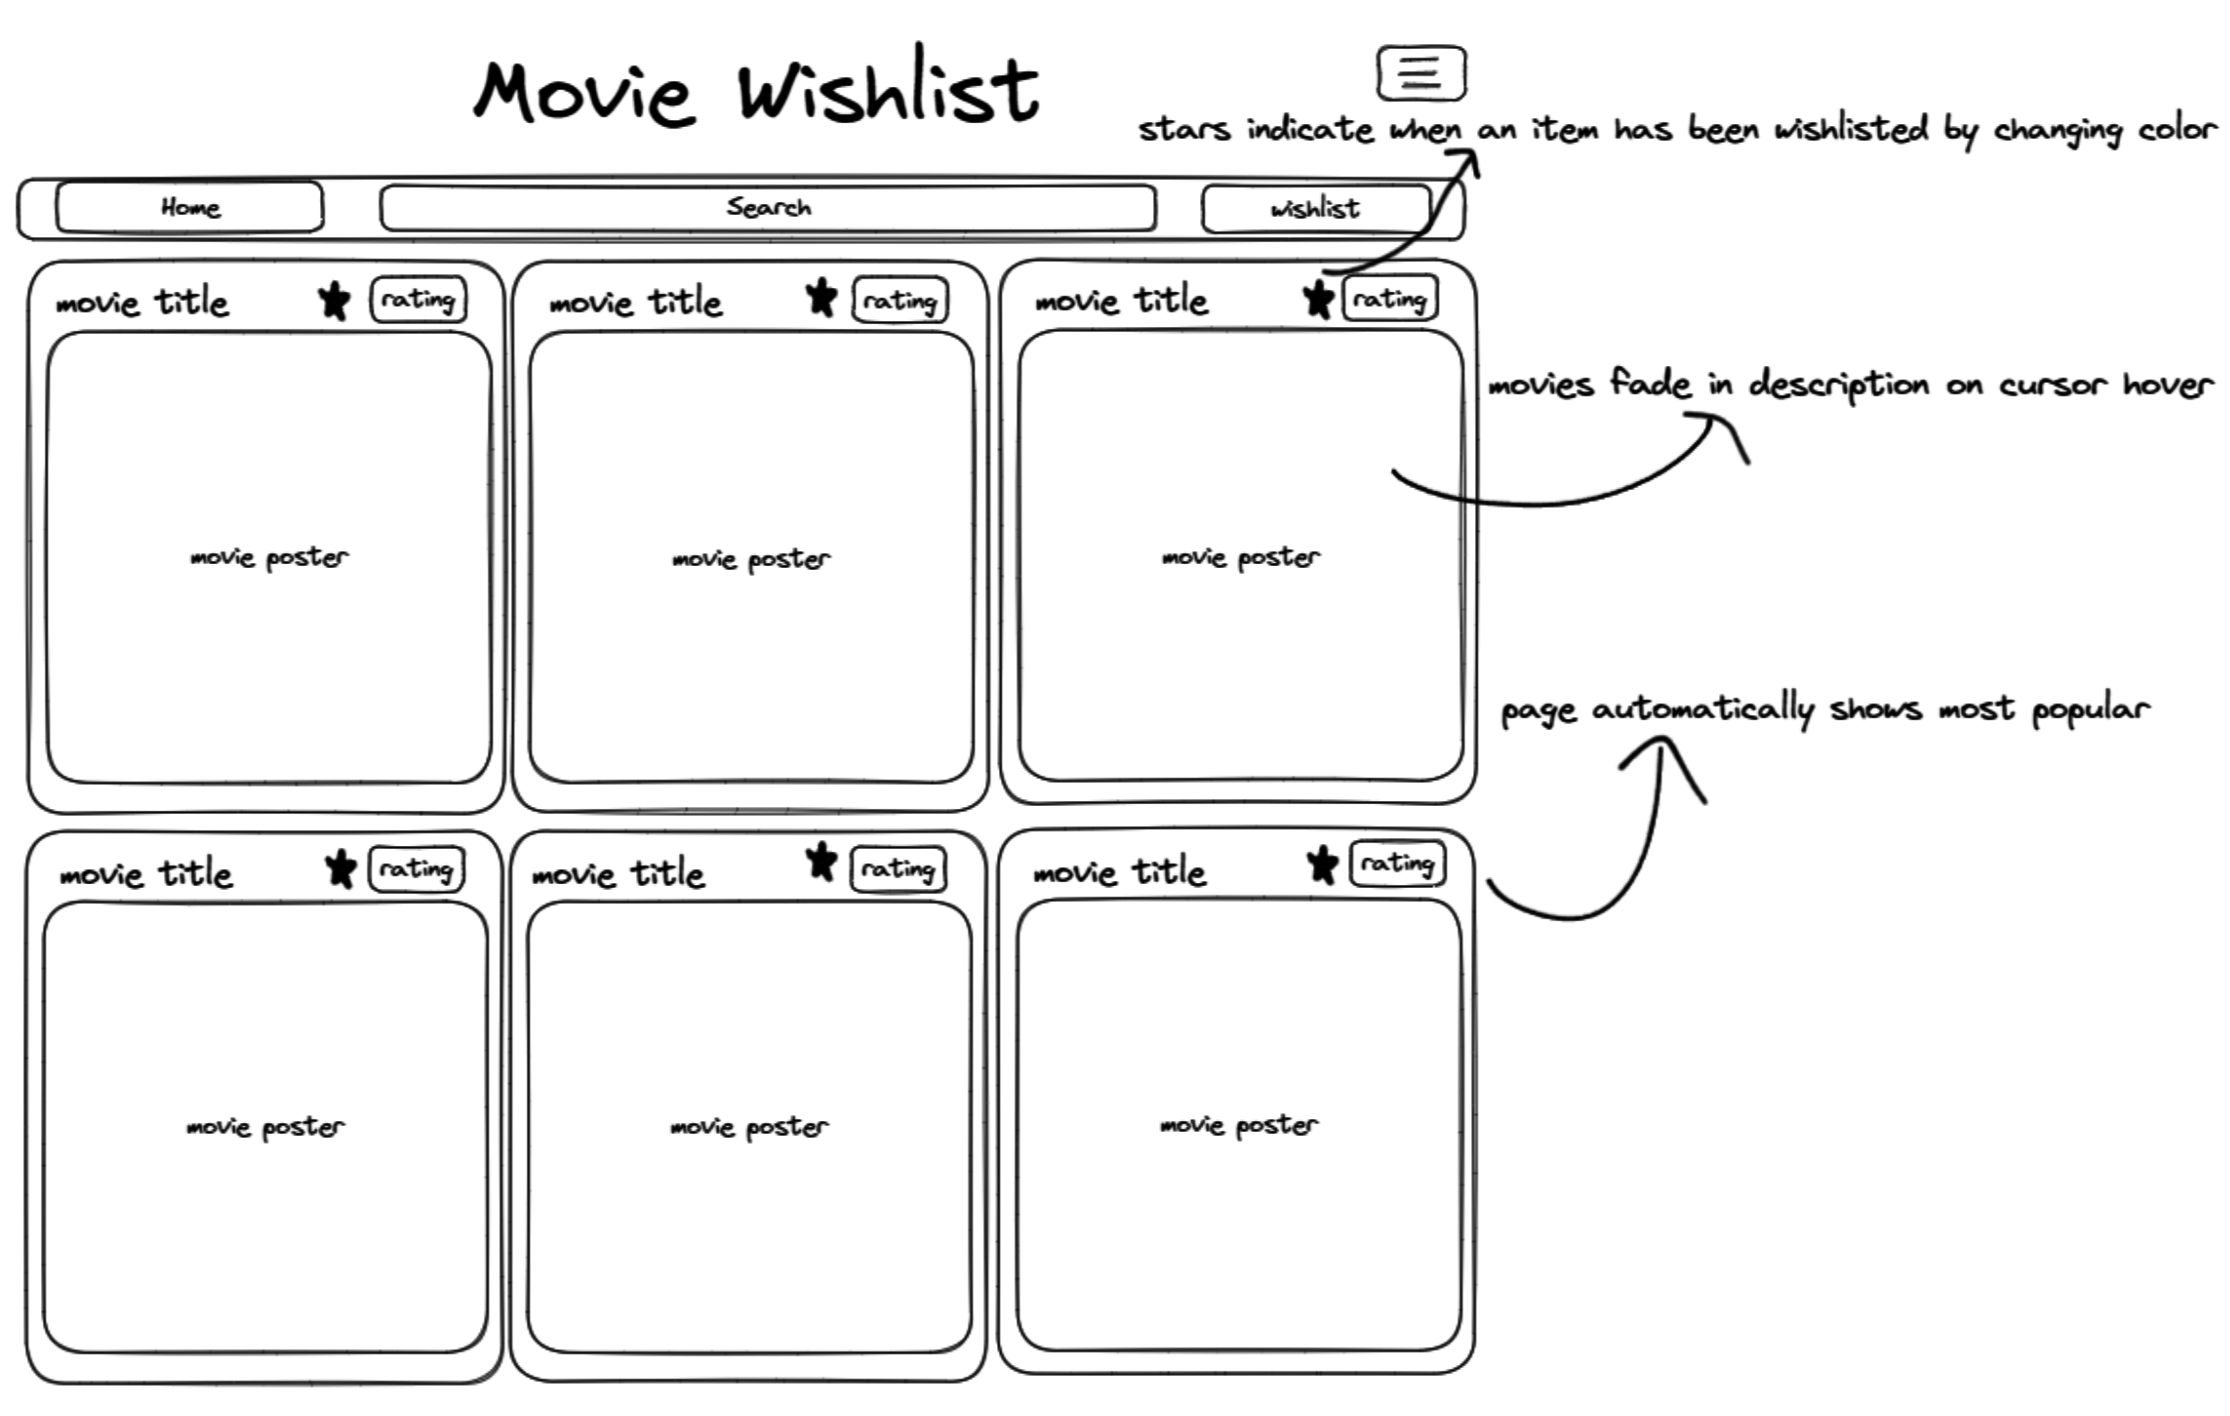 Movie Wishlist
stars indicate when an item has been wishlisted by changing color
Home
Search
wishlist
movie title
rating
movie title
rating
movie title
rating
movies fade in description on cursor hover
movie poster
movie poster
movie poster
page automatically shows most popular
movie title
rating
movie title
rating
movie title
rating
movie poster
movie poster
movie poster